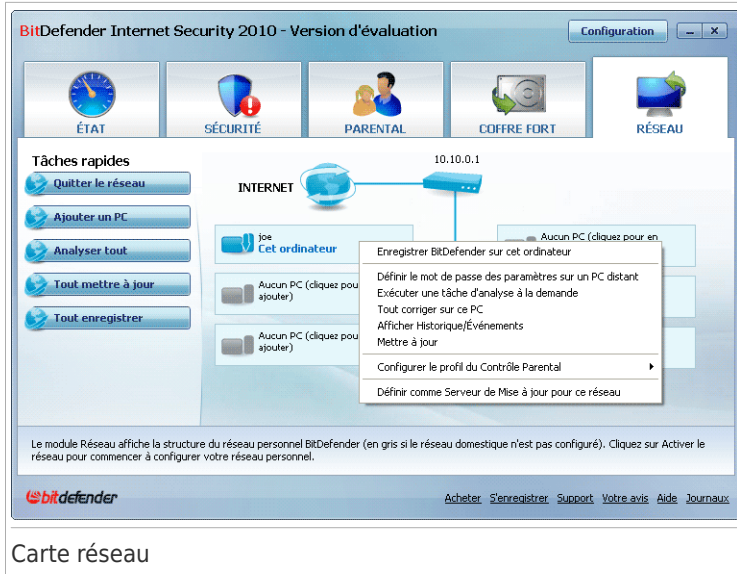 BitDefender Internet Security 2010 - Version d'évaluation
Configuration
ÉTAT
SÉCURITÉ
PARENTAL
COFFRE FORT
RÉSEAU
Tâches rapides
Quitter le réseau
Ajouter un PC
Analyser tout
Tout mettre à jour
Tout enregistrer
INTERNET
10.10.0.1
joe
Cet ordinateur
Aucun PC (cliquez pour en
Aucun PC (cliquez pou
ajouter)
Aucun PC (cliquez pou
ajouter)
Enregistrer BitDefender sur cet ordinateur
Définir le mot de passe des paramètres sur un PC distant
Exécuter une tâche d'analyse à la demande
Tout corriger sur ce PC
Afficher Historique/Événements
Mettre à jour
Configurer le profil du Contrôle Parental
Définir comme Serveur de Mise à jour pour ce réseau
Le module Réseau affiche la structure du réseau personnel BitDefender (en gris si le réseau domestique n'est pas configuré). Cliquez sur Activer le
réseau pour commencer à configurer votre réseau personnel.
bitdefender
Acheter S'enregistrer Support Votre avis Aide Journaux
Carte réseau